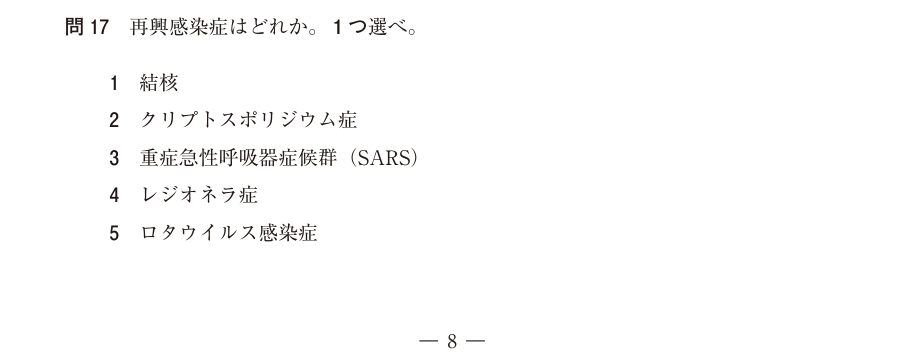 問 17 再興感染症はどれか。1つ選べ。
1 結核
2 クリプトスポリジウム症
3 重症急性呼吸器症候群（SARS）
4 レジオネラ症
5 ロタウイルス感染症
— 8 —